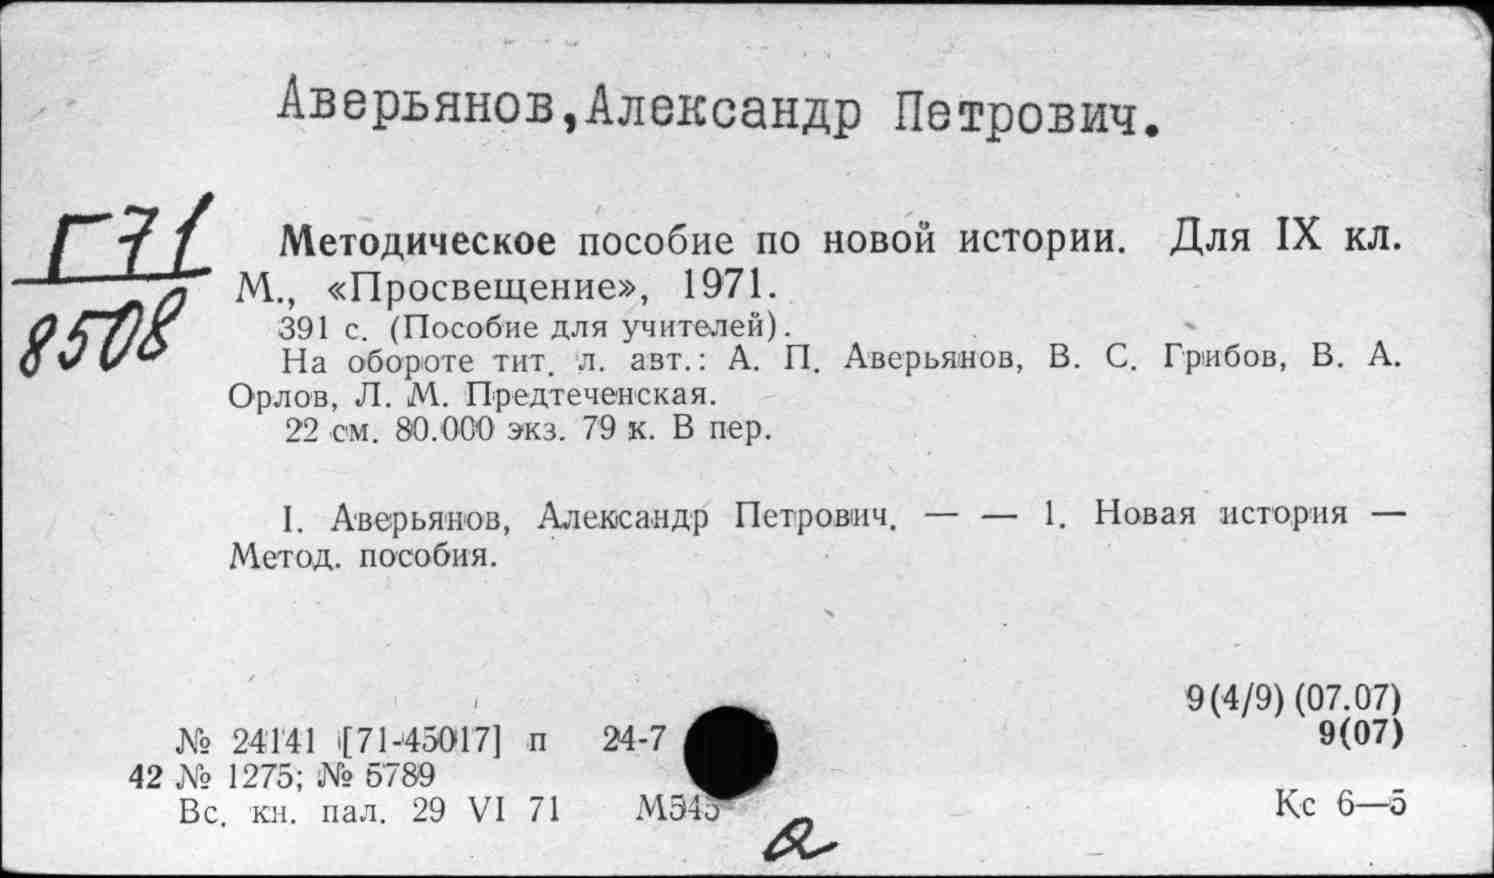 Аверьянов,Александр Петрович.
Г71
8508
Методическое пособие по новой истории. Для IX кл.
М., «Просвещение», 1971.
391 с. (Пособие для учителей).
На обороте тит. л. авт.: А. П. Аверьянов, В. С. Грибов, В. А.
Орлов, Л. М. Предтеченская.
22 см. 80.000 экз. 79 к. В пер.
I. Аверьянов, Александр Петрович. — — 1. Новая история —
Метод. пособия.
9(4/9)(07.07)
№ 24141 [71-45017] п 24-7 9(07)
42 № 1275; № 5789
Вс. кн. пал. 29 VI 71 М545 Кс 6—5